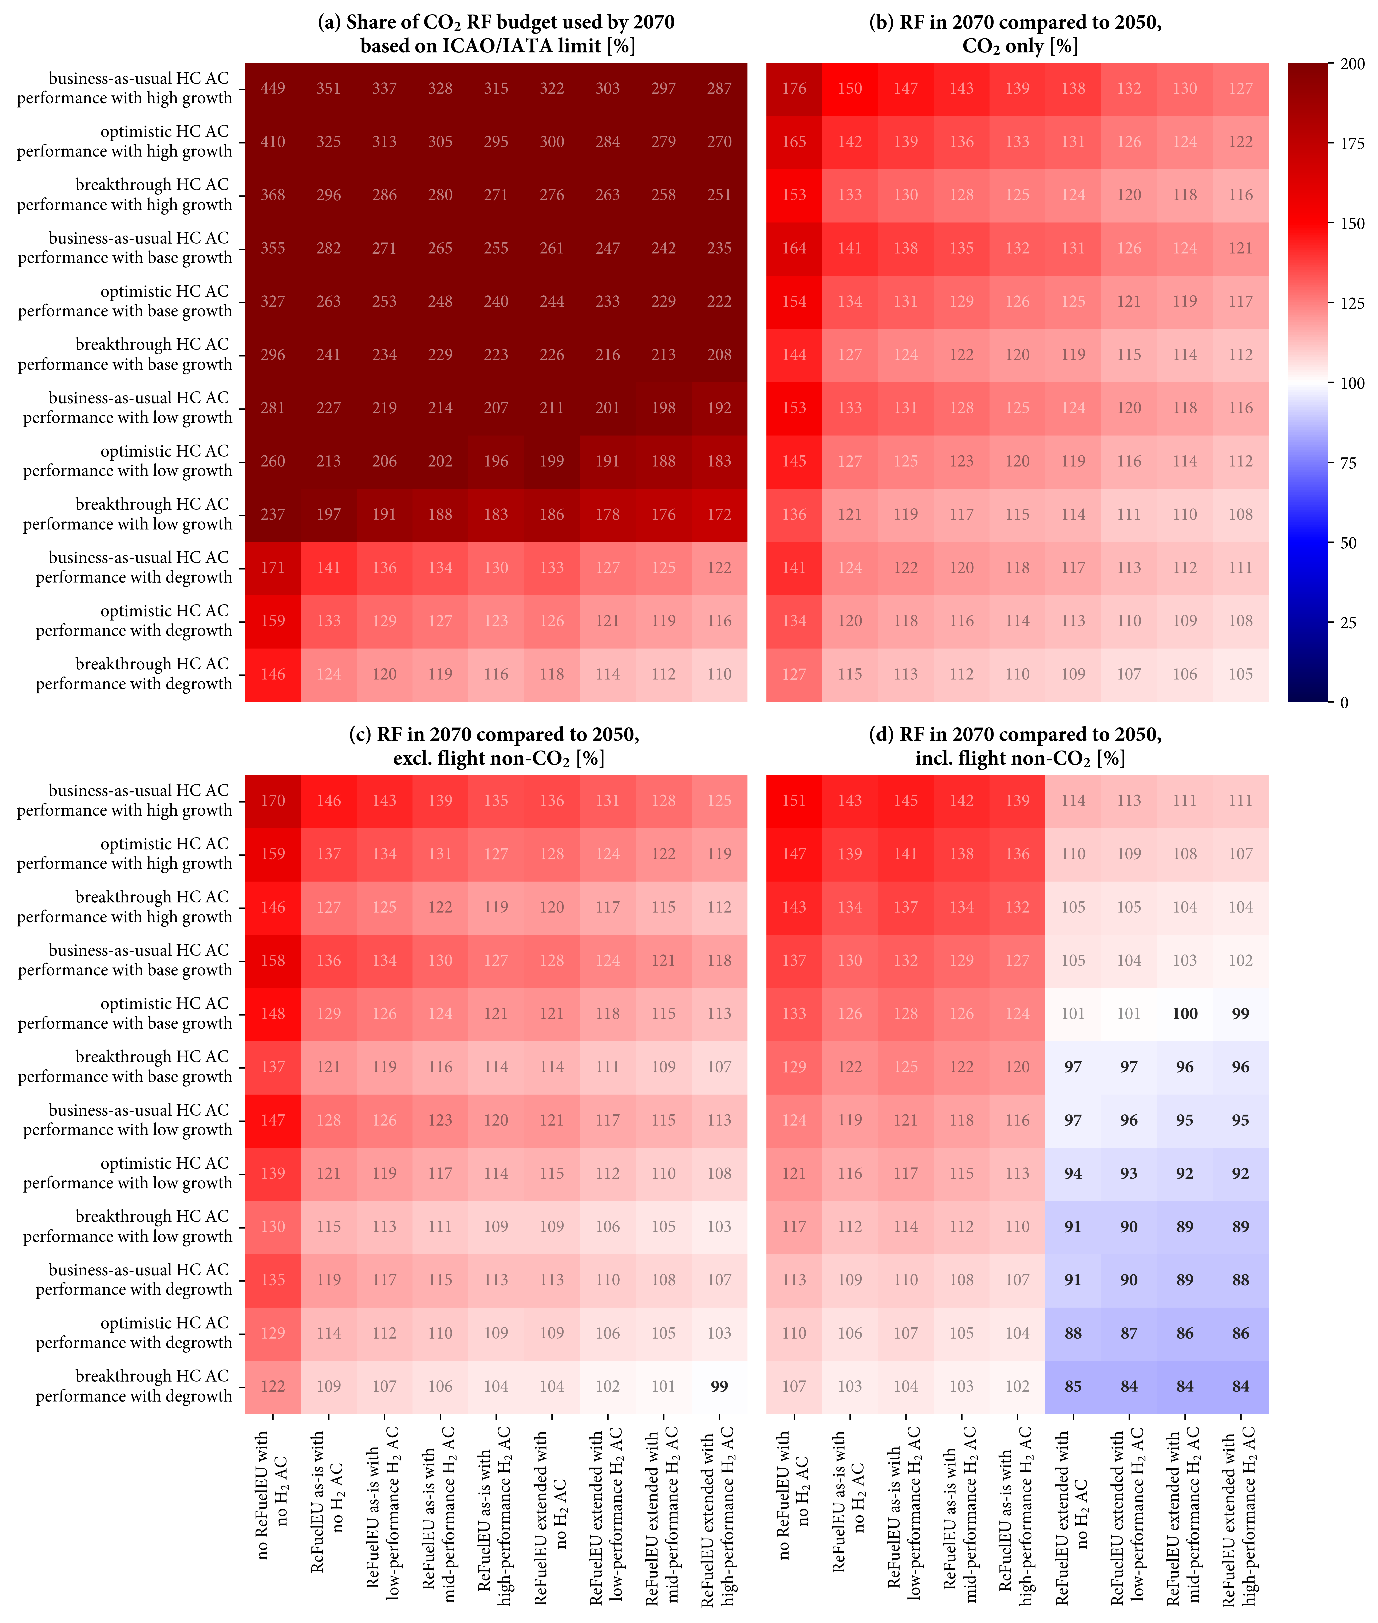 (a) Share of CO₂ RF budget used by 2070
based on ICAO/IATA limit [%]
(b) RF in 2070 compared to 2050,
CO₂ only [%]
business-as-usual HC AC
performance with high growth
449 351 337 328 315 322 303 297 287
176 150 147 143 139 138 132 130 127
optimistic HC AC
performance with high growth
410 325 313 305 295 300 284 279 270
165 142 139 136 133 131 126 124 122
breakthrough HC AC
performance with high growth
368 296 286 280 271 276 263 258 251
153 133 130 128 125 124 120 118 116
business-as-usual HC AC
performance with base growth
355 282 271 265 255 261 247 242 235
164 141 138 135 132 131 126 124 121
optimistic HC AC
performance with base growth
327 263 253 248 240 244 233 229 222
154 134 131 129 126 125 121 119 117
breakthrough HC AC
performance with base growth
296 241 234 229 223 226 216 213 208
144 127 124 122 120 119 115 114 112
business-as-usual HC AC
performance with low growth
281 227 219 214 207 211 201 198 192
153 133 131 128 125 124 120 118 116
optimistic HC AC
performance with low growth
260 213 206 202 196 199 191 188 183
145 127 125 123 120 119 116 114 112
breakthrough HC AC
performance with low growth
237 197 191 188 183 186 178 176 172
136 121 119 117 115 114 111 110 108
business-as-usual HC AC
performance with degrowth
171 141 136 134 130 133 127 125 122
141 124 122 120 118 117 113 112 111
optimistic HC AC
performance with degrowth
159 133 129 127 123 126 121 119 116
134 120 118 116 114 113 110 109 108
breakthrough HC AC
performance with degrowth
146 124 120 119 116 118 114 112 110
127 115 113 112 110 109 107 106 105
200
175
150
125
100
75
50
25
0
(c) RF in 2070 compared to 2050,
excl. flight non-CO₂ [%]
(d) RF in 2070 compared to 2050,
incl. flight non-CO₂ [%]
business-as-usual HC AC
performance with high growth
170 146 143 139 135 136 131 128 125
151 143 145 142 139 114 113 111 111
optimistic HC AC
performance with high growth
159 137 134 131 127 128 124 122 119
147 139 141 138 136 110 109 108 107
breakthrough HC AC
performance with high growth
146 127 125 122 119 120 117 115 112
143 134 137 134 132 105 105 104 104
business-as-usual HC AC
performance with base growth
158 136 134 130 127 128 124 121 118
137 130 132 129 127 105 104 103 102
optimistic HC AC
performance with base growth
148 129 126 124 121 121 118 115 113
133 126 128 126 124 101 101 100 99
breakthrough HC AC
performance with base growth
137 121 119 116 114 114 111 109 107
129 122 125 122 120 97 97 96 96
business-as-usual HC AC
performance with low growth
147 128 126 123 120 121 117 115 113
124 119 121 118 116 97 96 95 95
optimistic HC AC
performance with low growth
139 121 119 117 114 115 112 110 108
121 116 117 115 113 94 93 92 92
breakthrough HC AC
performance with low growth
130 115 113 111 109 109 106 105 103
117 112 114 112 110 91 90 89 89
business-as-usual HC AC
performance with degrowth
135 119 117 115 113 113 110 108 107
113 109 110 108 107 91 90 89 88
optimistic HC AC
performance with degrowth
129 114 112 110 109 109 106 105 103
110 106 107 105 104 88 87 86 86
breakthrough HC AC
performance with degrowth
122 109 107 106 104 104 102 101 99
107 103 104 103 102 85 84 84 84
no ReFuelEU with
no H₂ AC
ReFuelEU as-is with
no H₂ AC
ReFuelEU as-is with
low-performance H₂ AC
ReFuelEU as-is with
mid-performance H₂ AC
ReFuelEU as-is with
high-performance H₂ AC
ReFuelEU extended with
no H₂ AC
ReFuelEU extended with
low-performance H₂ AC
ReFuelEU extended with
mid-performance H₂ AC
ReFuelEU extended with
high-performance H₂ AC
no ReFuelEU with
no H₂ AC
ReFuelEU as-is with
no H₂ AC
ReFuelEU as-is with
low-performance H₂ AC
ReFuelEU as-is with
mid-performance H₂ AC
ReFuelEU as-is with
high-performance H₂ AC
ReFuelEU extended with
no H₂ AC
ReFuelEU extended with
low-performance H₂ AC
ReFuelEU extended with
mid-performance H₂ AC
ReFuelEU extended with
high-performance H₂ AC